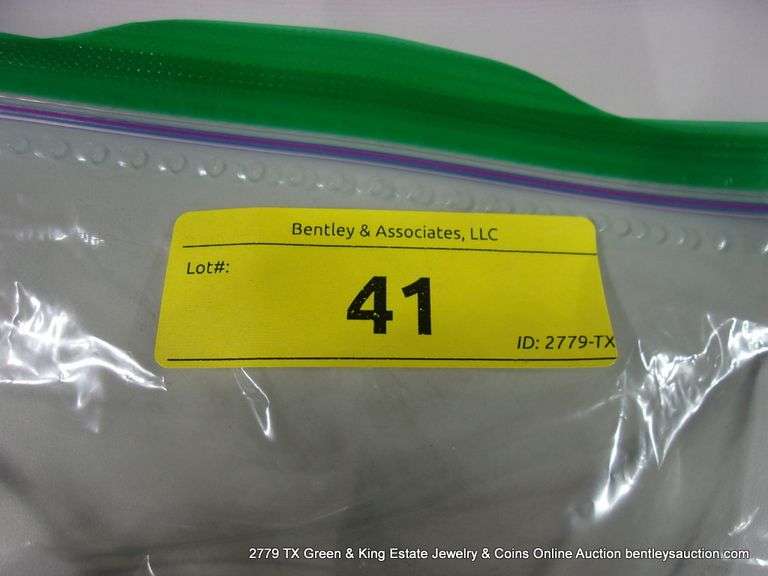 Bentley & Associates, LLC
Lot#:
41
ID: 2779-TX
2779 TX Green & King Estate Jewelry & Coins Online Auction bentleysauction.com